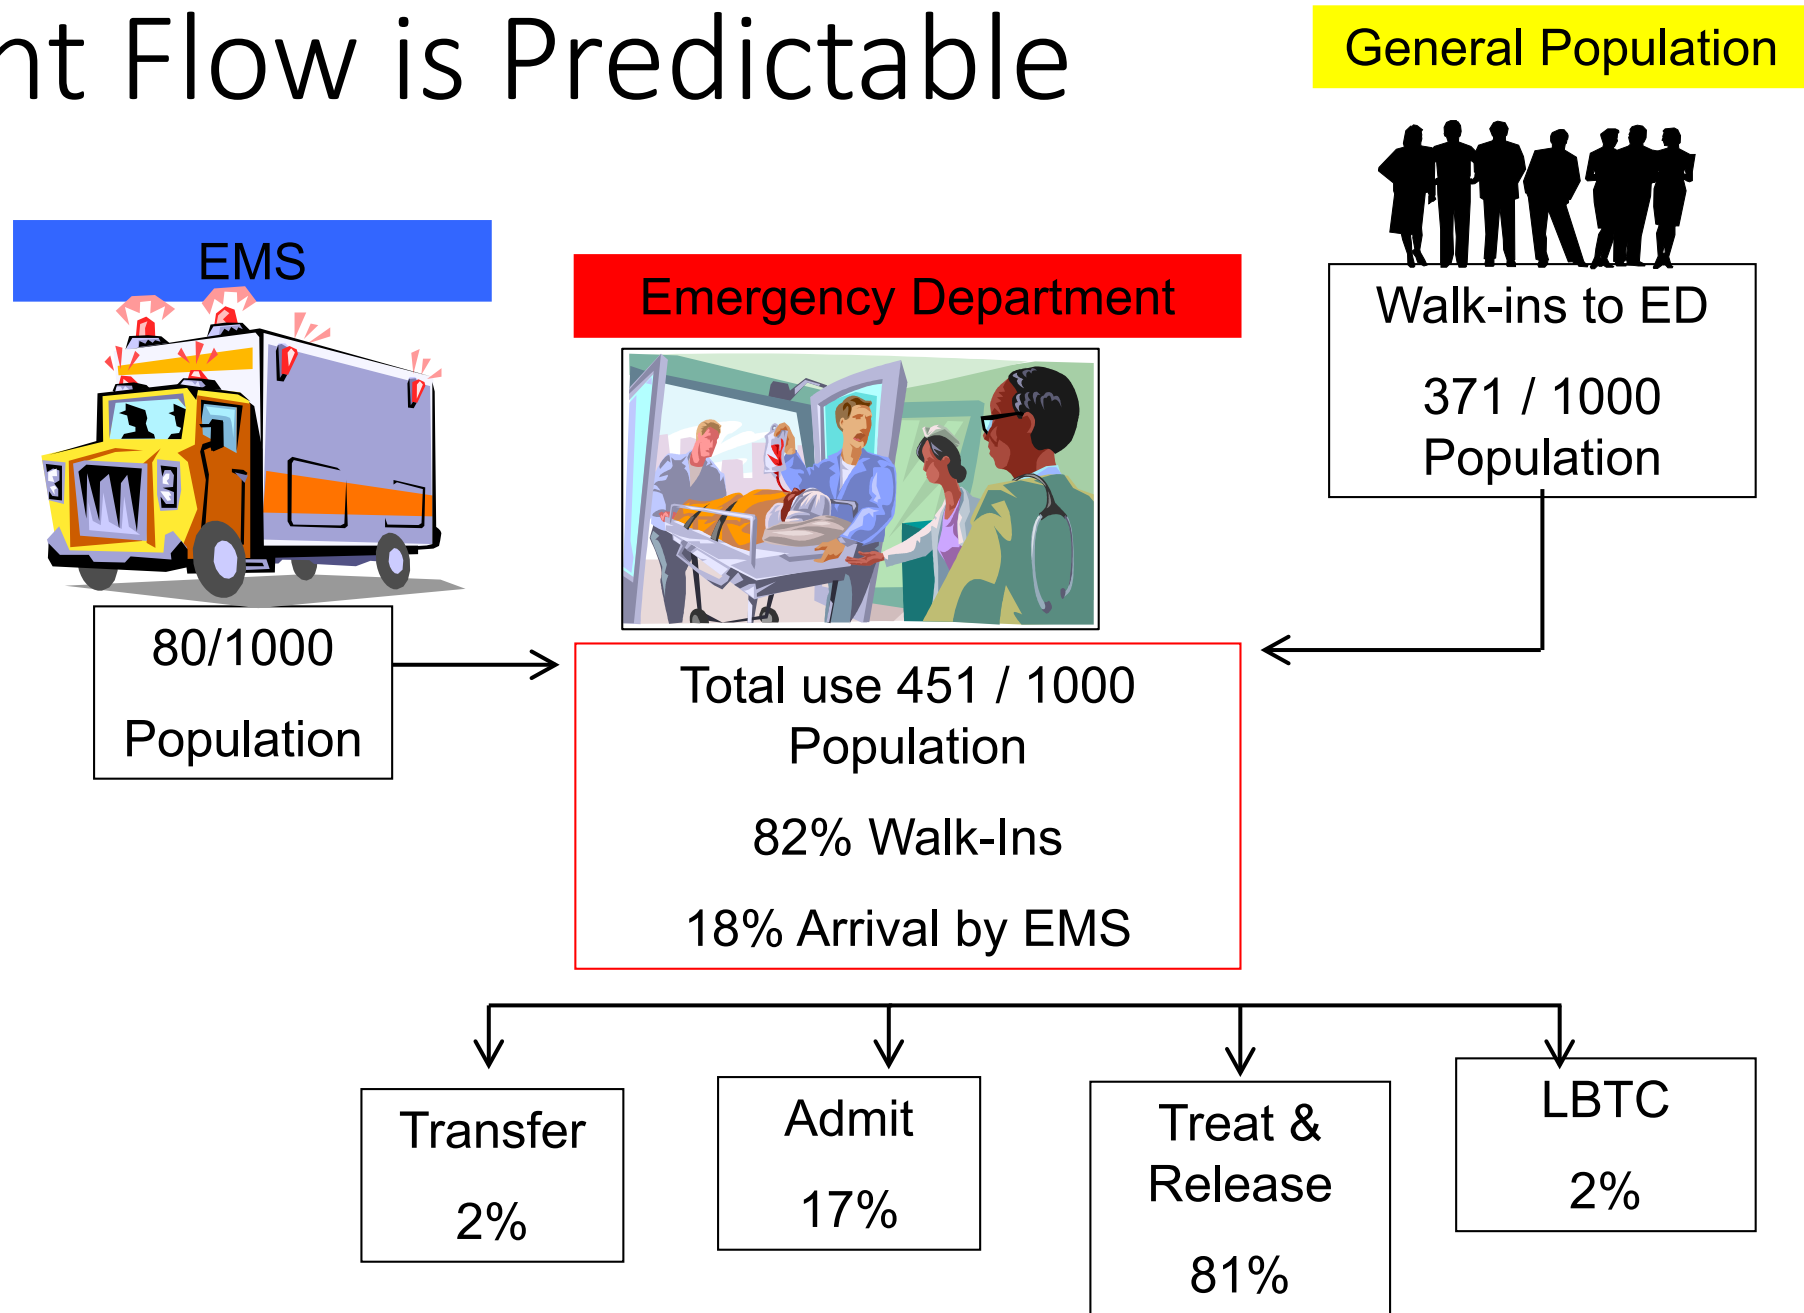 nt Flow is Predictable
General Population
EMS
Emergency Department
Walk-ins to ED
371 / 1000
Population
80/1000
Population
Total use 451 / 1000
Population
82% Walk-Ins
18% Arrival by EMS
Transfer
2%
Admit
17%
Treat &
Release
81%
LBTC
2%